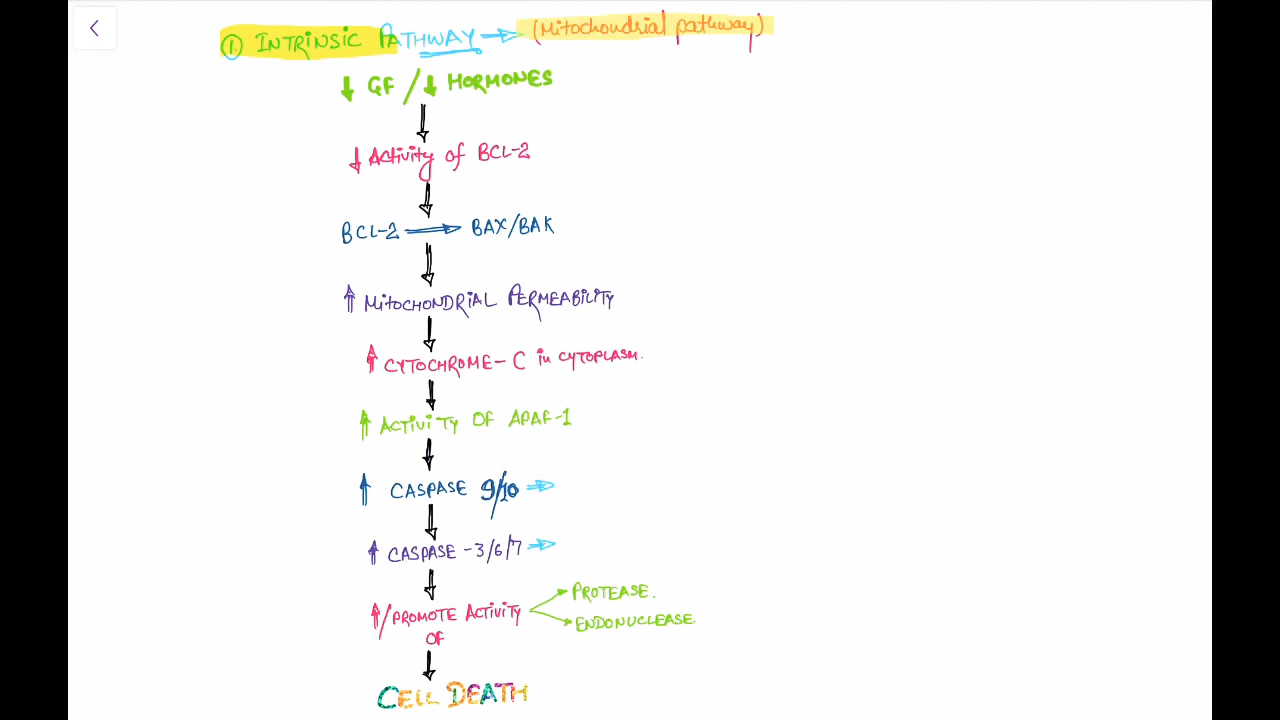 ① INTRINSIC PATHWAY → (Mitochondrial pathway)
↓ GF / ↓ HORMONES
↓ Activity of BCL-2
BCL-2 → BAX/BAK
↑ MITOCHONDRIAL PERMEABILITY
↑ CYTOCHROME-C in CYTOPLASM.
↑ ACTIVITY OF APAF-1
↑ CASPASE 9/10 →
↑ CASPASE -3/6/7 →
↑/PROMOTE ACTIVITY OF
PROTEASE.
ENDONUCLEASE.
CELL DEATH